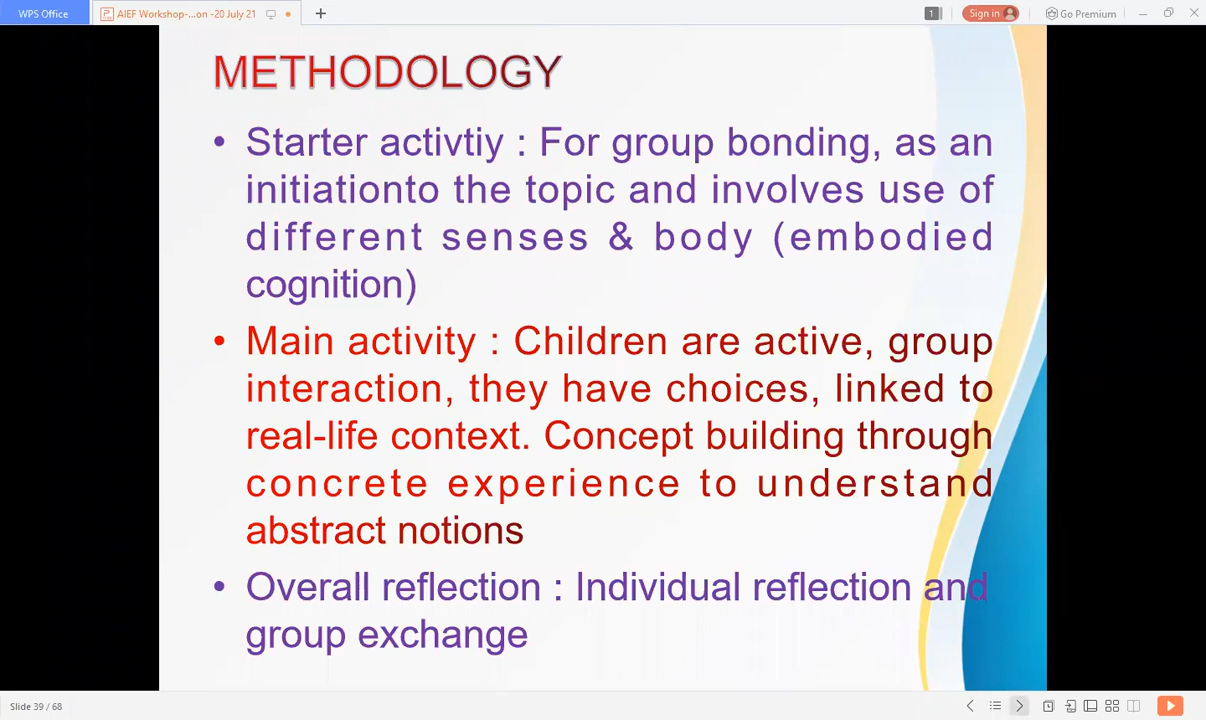 WPS Office
AIEF Workshop-...on -20 July 21
1
Sign in
Go Premium
METHODOLOGY
• Starter activtiy : For group bonding, as an
initiationto the topic and involves use of
different senses & body (embodied
cognition)
• Main activity : Children are active, group
interaction, they have choices, linked to
real-life context. Concept building through
concrete experience to understand
abstract notions
• Overall reflection : Individual reflection and
group exchange
Slide 39 / 68